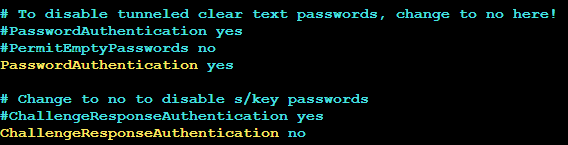 # To disable tunneled clear text passwords, change to no here!
#PasswordAuthentication yes
#PermitEmptyPasswords no
PasswordAuthentication yes
# Change to no to disable s/key passwords
#ChallengeResponseAuthentication yes
ChallengeResponseAuthentication no